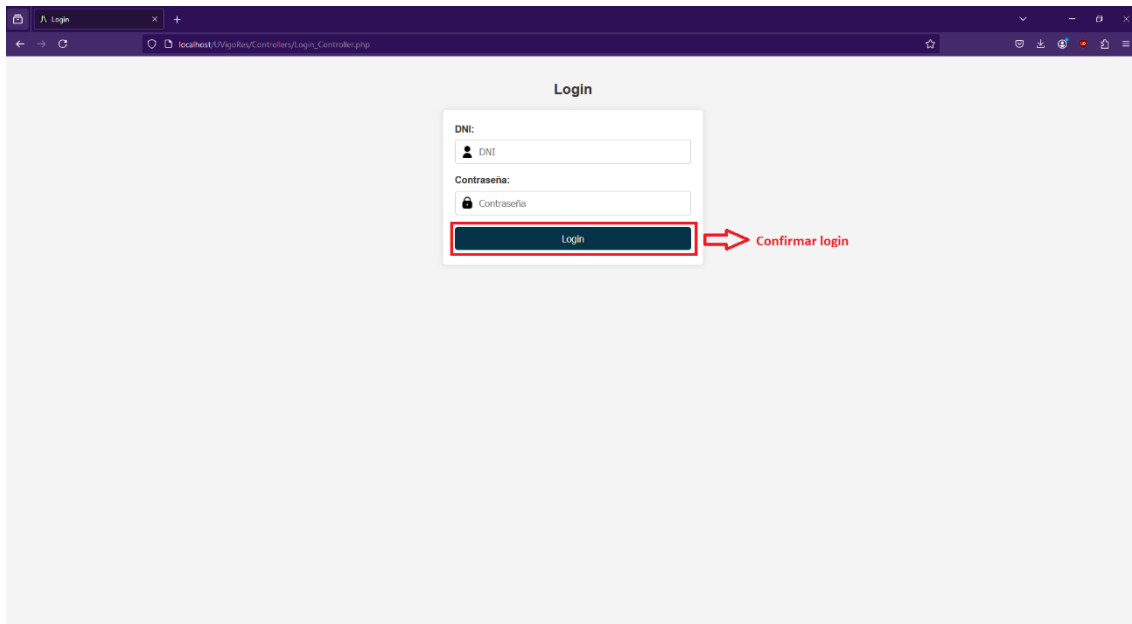 Login
localhost/UVigoRes/Controllers/Login_Controller.php
Login
DNI:
DNI
Contraseña:
Contraseña
Login
Confirmar login